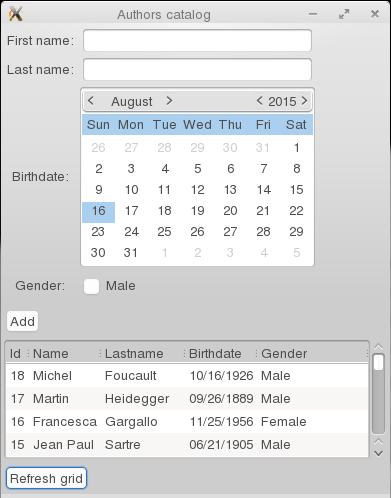 Authors catalog
First name:
Last name:
< August > < 2015 >
Sun Mon Tue Wed Thu Fri Sat
26 27 28 29 30 31 1
2 3 4 5 6 7 8
9 10 11 12 13 14 15
Birthdate:
16 17 18 19 20 21 22
23 24 25 26 27 28 29
30 31 1 2 3 4 5
Gender: Male
Add
Id Name Lastname Birthdate Gender
18 Michel Foucault 10/16/1926 Male
17 Martin Heidegger 09/26/1889 Male
16 Francesca Gargallo 11/25/1956 Female
15 Jean Paul Sartre 06/21/1905 Male
Refresh grid